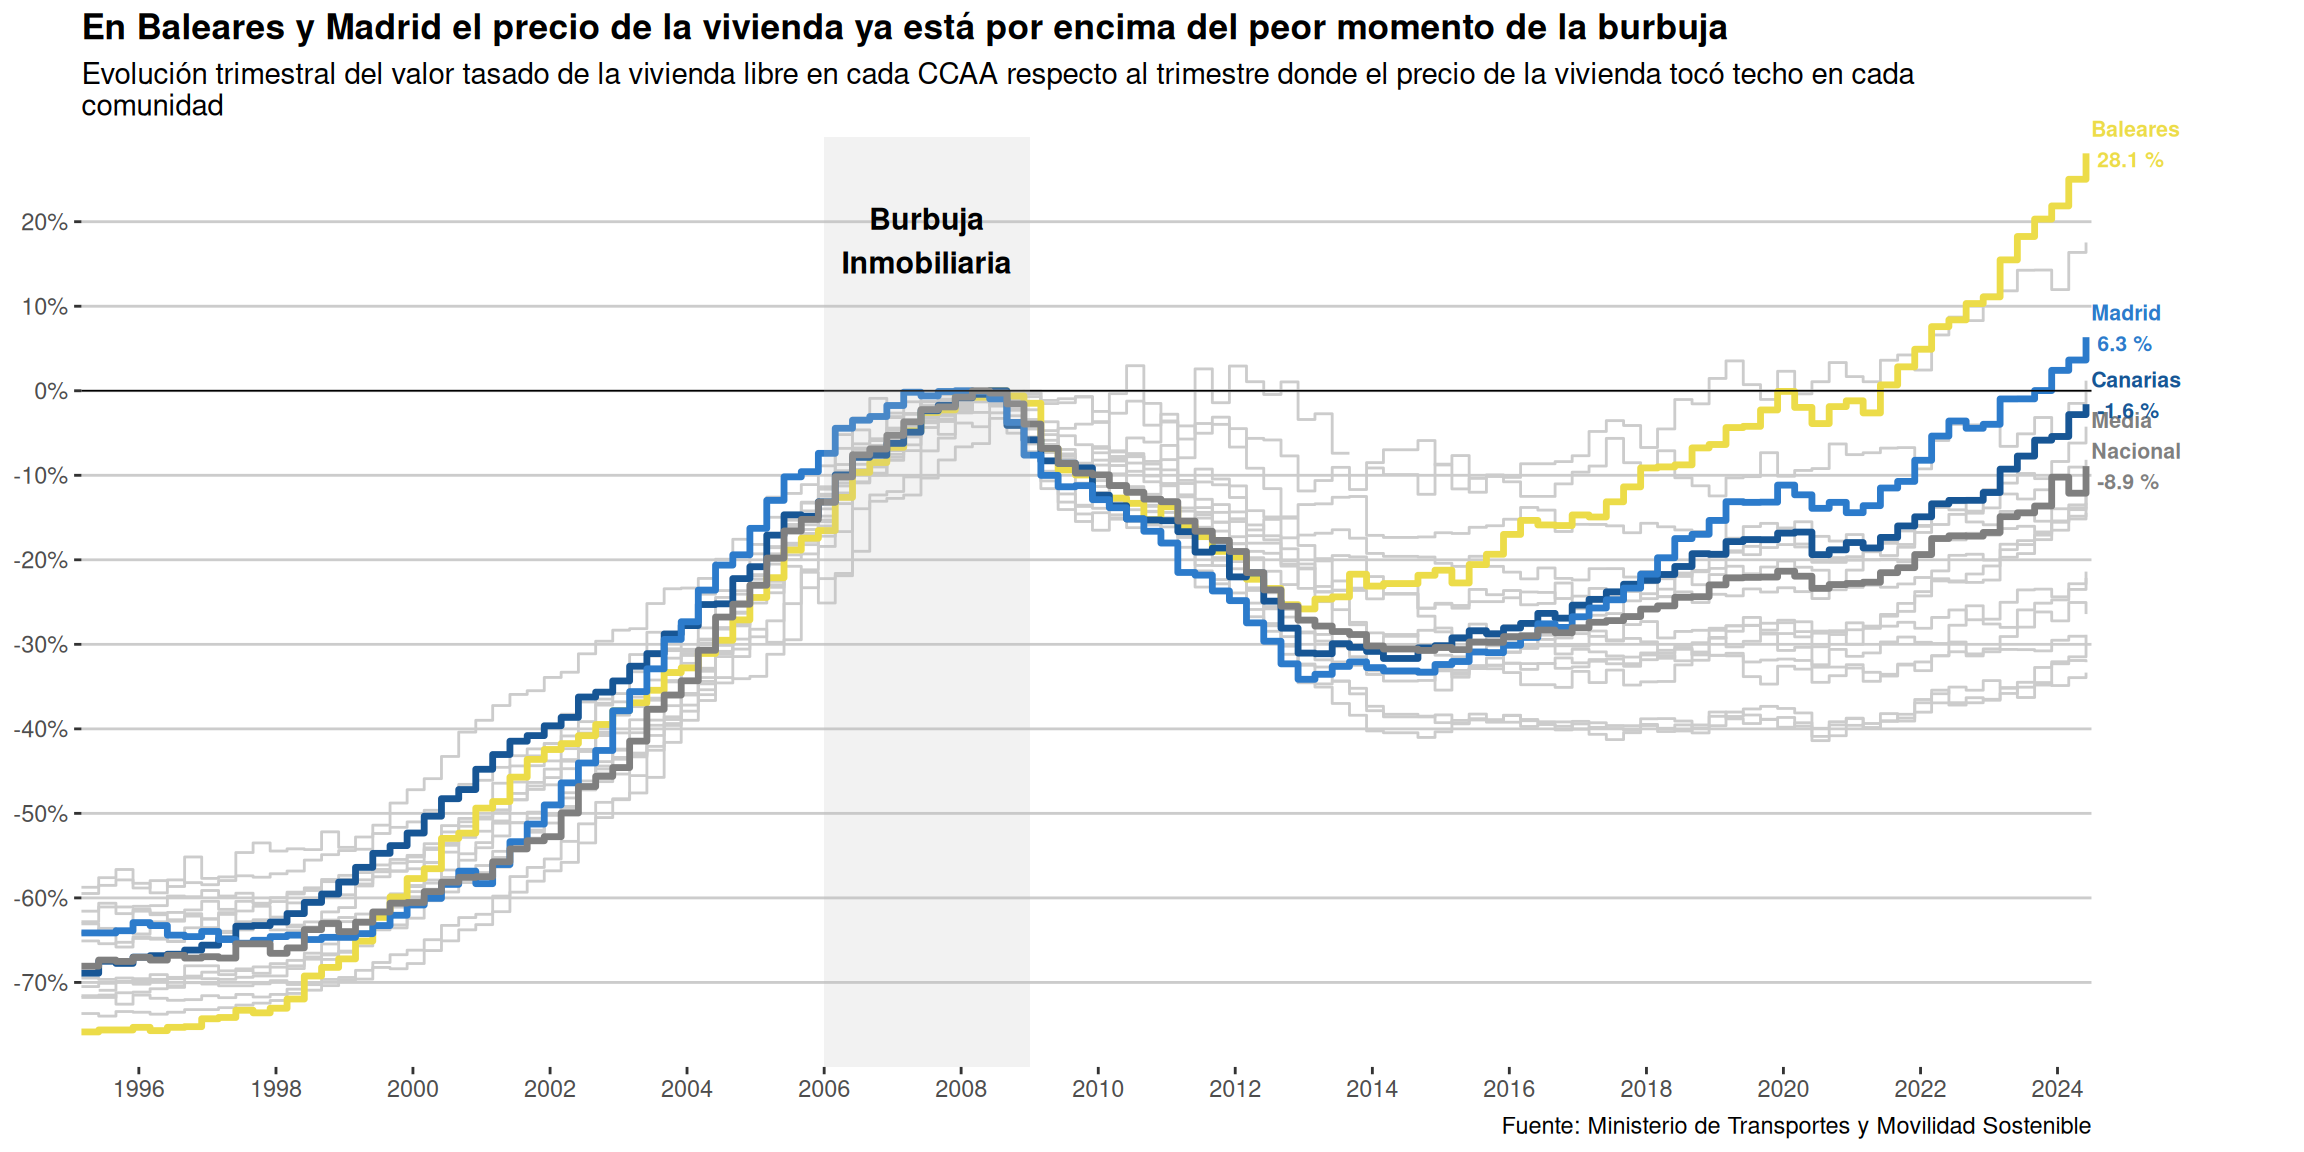 En Baleares y Madrid el precio de la vivienda ya está por encima del peor momento de la burbuja
Evolución trimestral del valor tasado de la vivienda libre en cada CCAA respecto al trimestre donde el precio de la vivienda tocó techo en cada
comunidad
Baleares
28.1 %
Burbuja
Inmobiliaria
Madrid
6.3 %
Canarias
-1.6 %
Media
Nacional
-8.9 %
20%
10%
0%
-10%
-20%
-30%
-40%
-50%
-60%
-70%
1996 1998 2000 2002 2004 2006 2008 2010 2012 2014 2016 2018 2020 2022 2024
Fuente: Ministerio de Transportes y Movilidad Sostenible